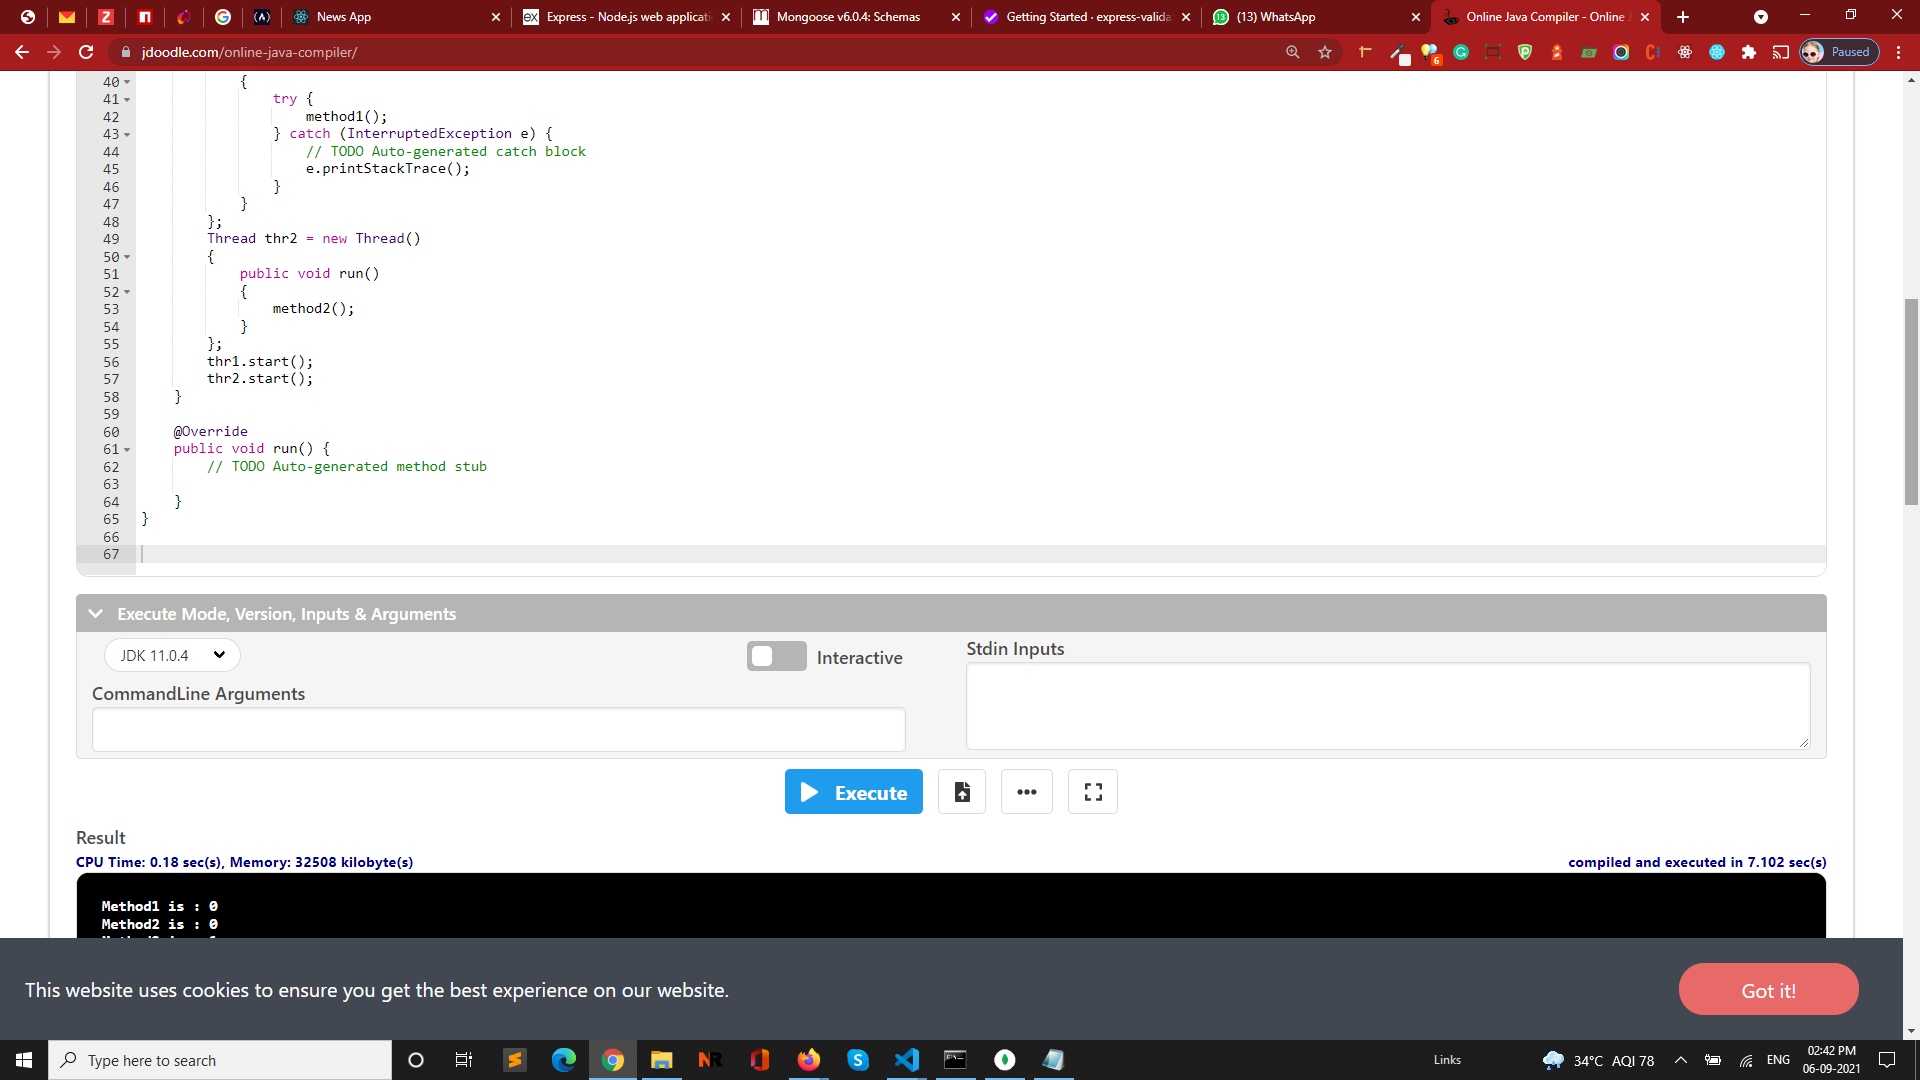 News App
Express - Node.js web applicati
Mongoose v6.0.4: Schemas
Getting Started · express-valida
(13) WhatsApp
Online Java Compiler - Online J
jdoodle.com/online-java-compiler/
6
Paused
40 {
41 try {
42 method1();
43 } catch (InterruptedException e) {
44 // TODO Auto-generated catch block
45 e.printStackTrace();
46 }
47 }
48 };
49 Thread thr2 = new Thread()
50 {
51 public void run()
52 {
53 method2();
54 }
55 };
56 thr1.start();
57 thr2.start();
58 }
59
60 @Override
61 public void run() {
62 // TODO Auto-generated method stub
63
64 }
65 }
66
67
Execute Mode, Version, Inputs & Arguments
JDK 11.0.4
Interactive
Stdin Inputs
CommandLine Arguments
Execute
Result
CPU Time: 0.18 sec(s), Memory: 32508 kilobyte(s)
compiled and executed in 7.102 sec(s)
Method1 is : 0
Method2 is : 0
This website uses cookies to ensure you get the best experience on our website.
Got it!
Type here to search
Links
34°C AQI 78
ENG
02:42 PM
06-09-2021